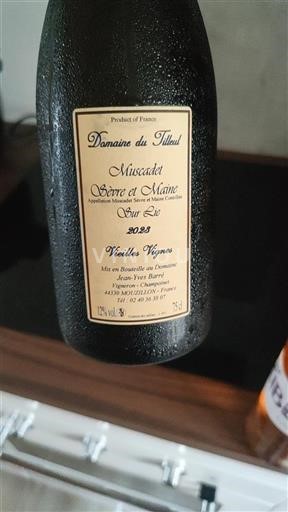 Product of France
Domaine du Tilleul
Muscadet
Sèvre et Maine
Appellation Muscadet Sèvre et Maine Contrôlée
Sur Lie
2023
Vieilles Vignes
Mis en Bouteille au Domaine
Jean-Yves Barré
Vigneron - Champoinet
44330 MOUZILLON - France
Tél : 02 40 36 38 07
12% vol. 75 cl